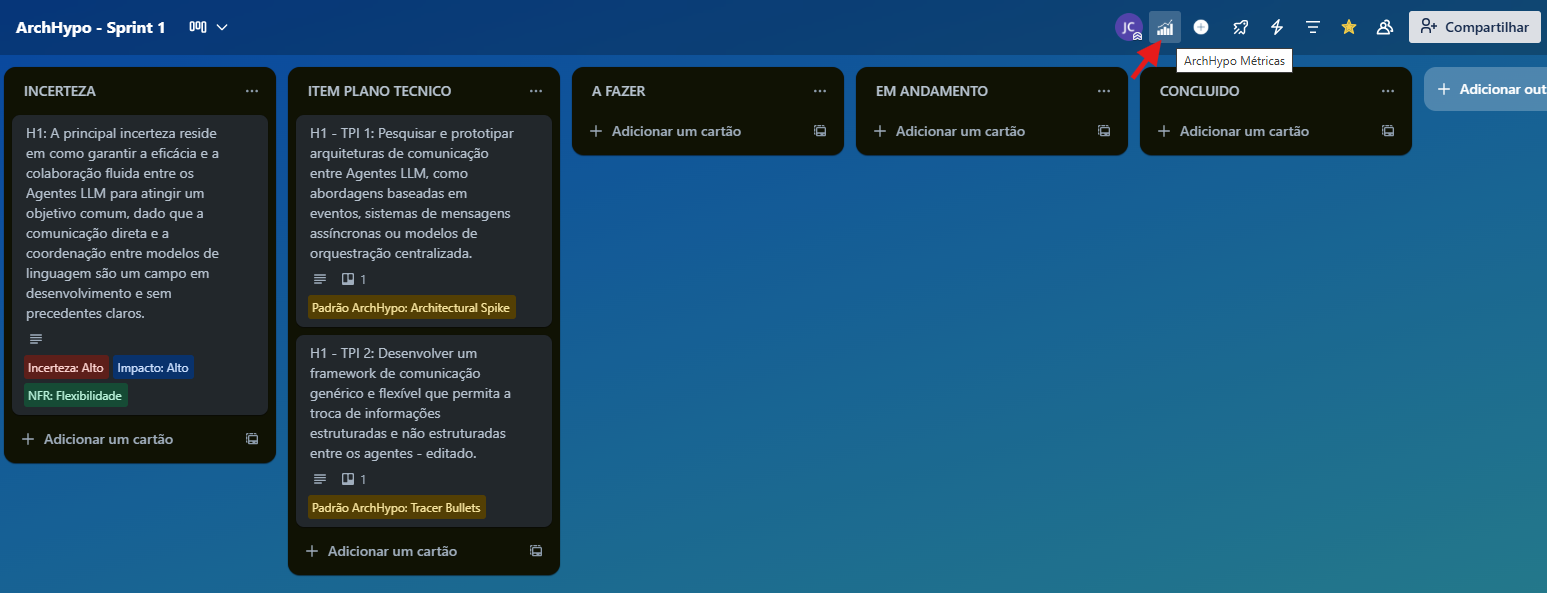 ArchHypo - Sprint 1
JC
Compartilhar
ArchHypo Métricas
INCERTEZA
H1: A principal incerteza reside
em como garantir a eficácia e a
colaboração fluida entre os
Agentes LLM para atingir um
objetivo comum, dado que a
comunicação direta e a
coordenação entre modelos de
linguagem são um campo em
desenvolvimento e sem
precedentes claros.
Incerteza: Alto
Impacto: Alto
NFR: Flexibilidade
Adicionar um cartão
ITEM PLANO TECNICO
H1 - TPI 1: Pesquisar e prototipar
arquiteturas de comunicação
entre Agentes LLM, como
abordagens baseadas em
eventos, sistemas de mensagens
assíncronas ou modelos de
orquestração centralizada.
1
Padrão ArchHypo: Architectural Spike
H1 - TPI 2: Desenvolver um
framework de comunicação
genérico e flexível que permita a
troca de informações
estruturadas e não estruturadas
entre os agentes - editado.
1
Padrão ArchHypo: Tracer Bullets
Adicionar um cartão
A FAZER
Adicionar um cartão
EM ANDAMENTO
Adicionar um cartão
CONCLUIDO
Adicionar um cartão
Adicionar out